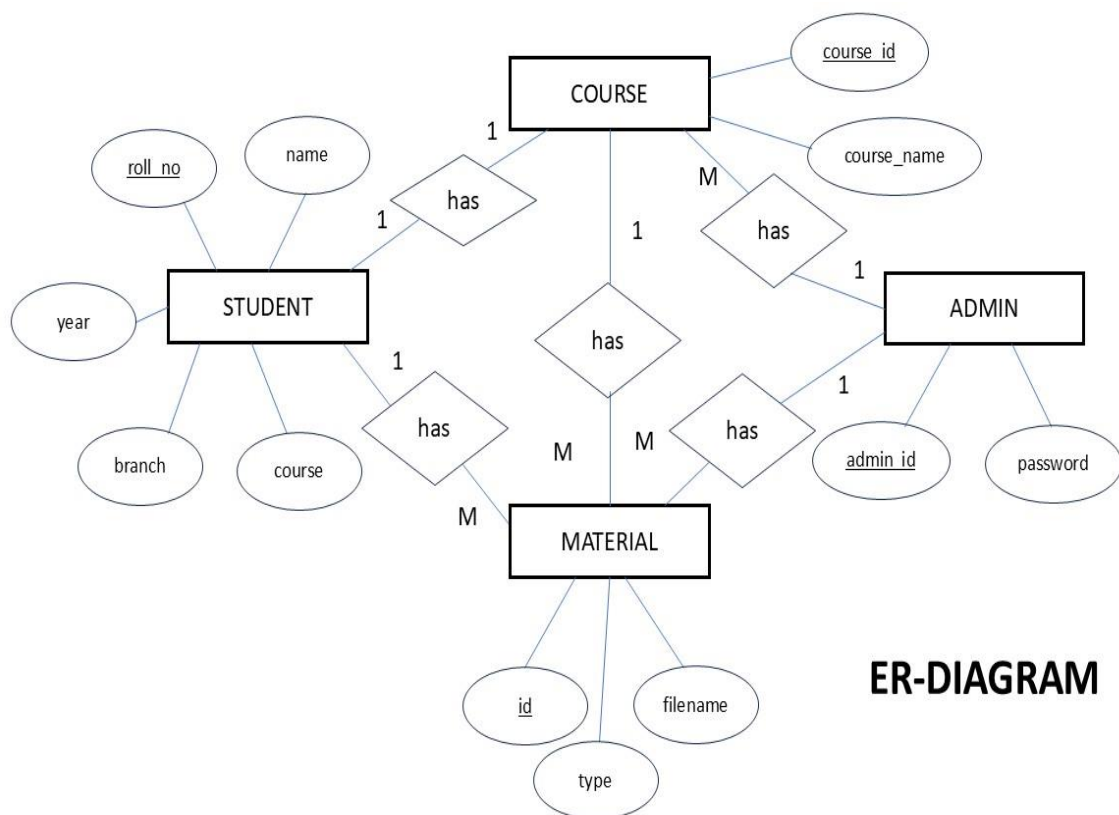 course_id
COURSE
1
name
roll_no
course_name
M
has
1
1
has
1
STUDENT
ADMIN
year
has
1
1
has
M
M
has
branch
course
admin_id
password
M
MATERIAL
ER-DIAGRAM
id
filename
type